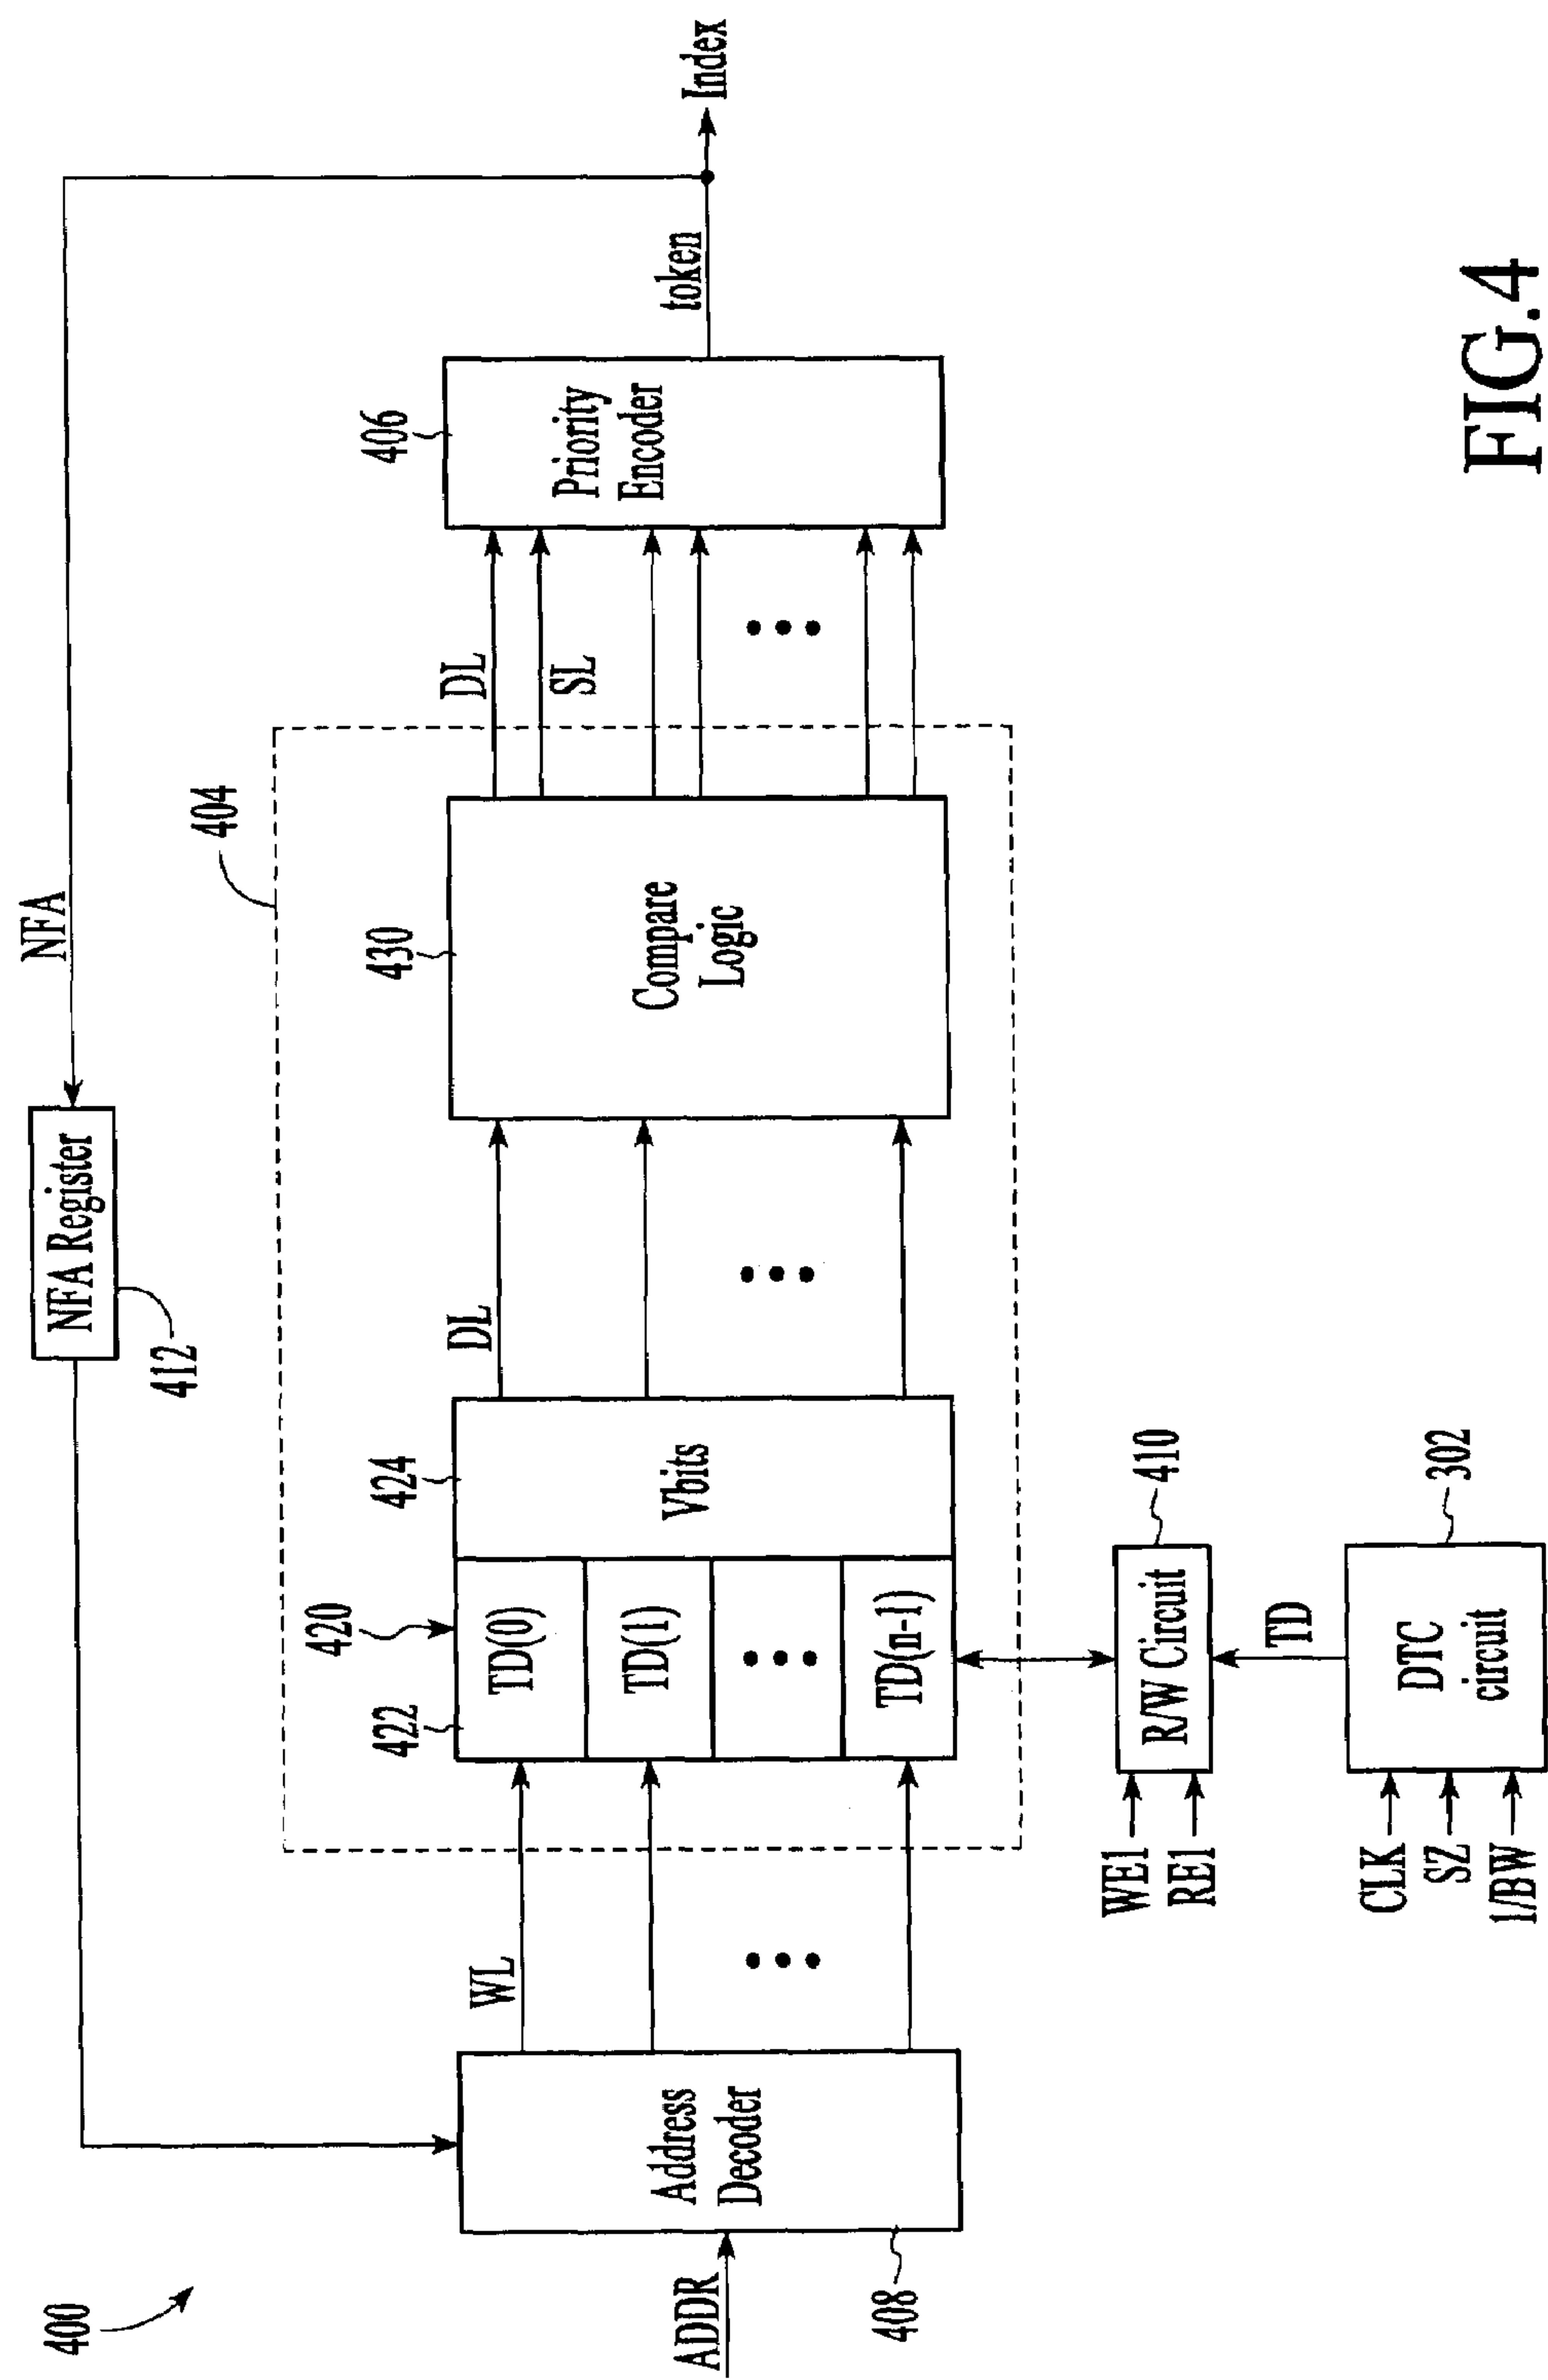 400
NFA
NFA Register
412
404
ADDR
Address
Decoder
408
WL
420
422
TD(0)
TD(1)
TD(n-1)
424
Vbits
DL
430
Compare
Logic
DL
SL
406
Priority
Encoder
token
Index
WE1
RE1
R/W Circuit
410
TD
CLK
SZ
1/BW
DTC
circuit
302
FIG.4